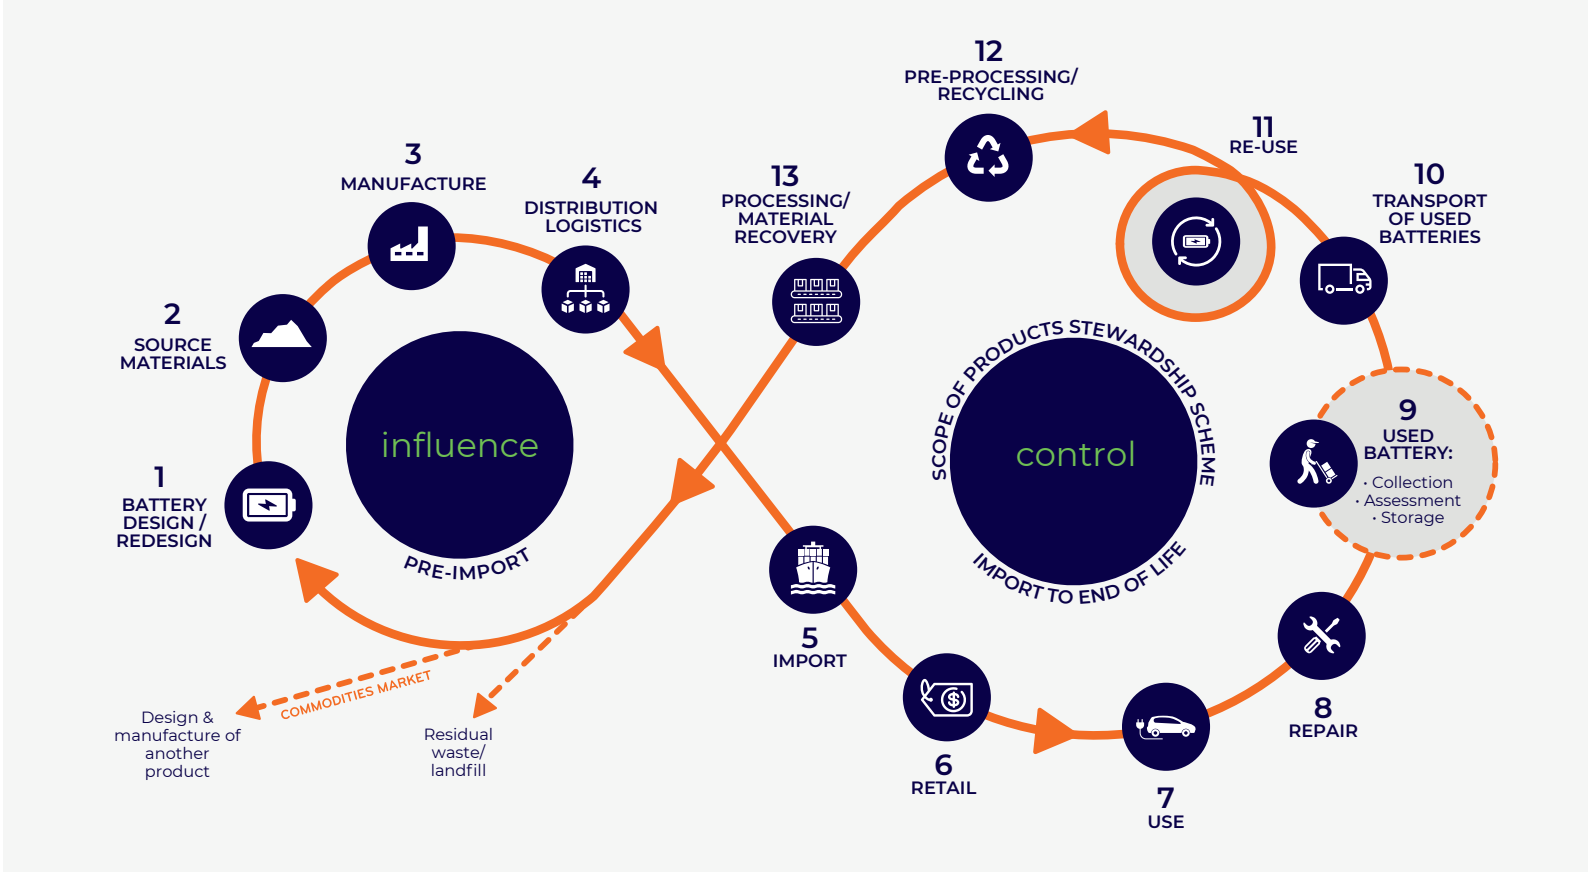 1
BATTERY
DESIGN /
REDESIGN
2
SOURCE
MATERIALS
3
MANUFACTURE
4
DISTRIBUTION
LOGISTICS
influence
PRE-IMPORT
5
IMPORT
6
RETAIL
7
USE
8
REPAIR
9
USED
BATTERY:
• Collection
• Assessment
• Storage
10
TRANSPORT
OF USED
BATTERIES
11
RE-USE
12
PRE-PROCESSING/
RECYCLING
13
PROCESSING/
MATERIAL
RECOVERY
SCOPE OF PRODUCTS STEWARDSHIP SCHEME
control
IMPORT TO END OF LIFE
$
COMMODITIES MARKET
Design &
manufacture of
another
product
Residual
waste/
landfill